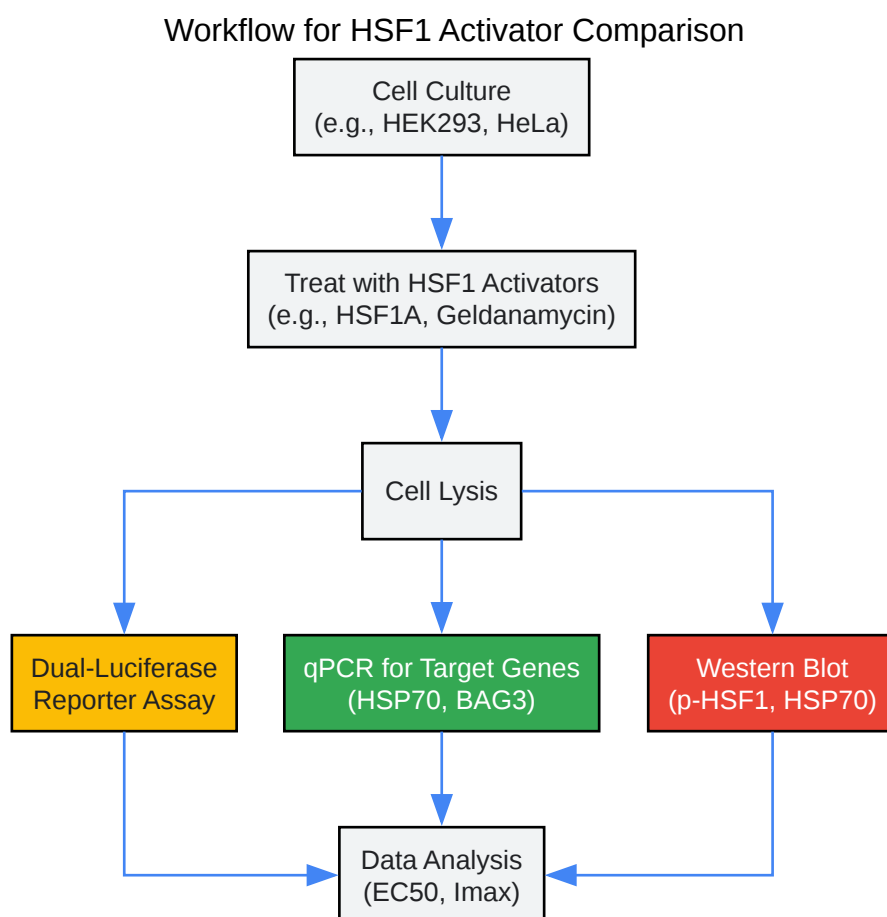 Workflow for HSF1 Activator Comparison
Cell Culture
(e.g., HEK293, HeLa)
Treat with HSF1 Activators
(e.g., HSF1A, Geldanamycin)
Cell Lysis
Dual-Luciferase
Reporter Assay
qPCR for Target Genes
(HSP70, BAG3)
Western Blot
(p-HSF1, HSP70)
Data Analysis
(EC50, Imax)